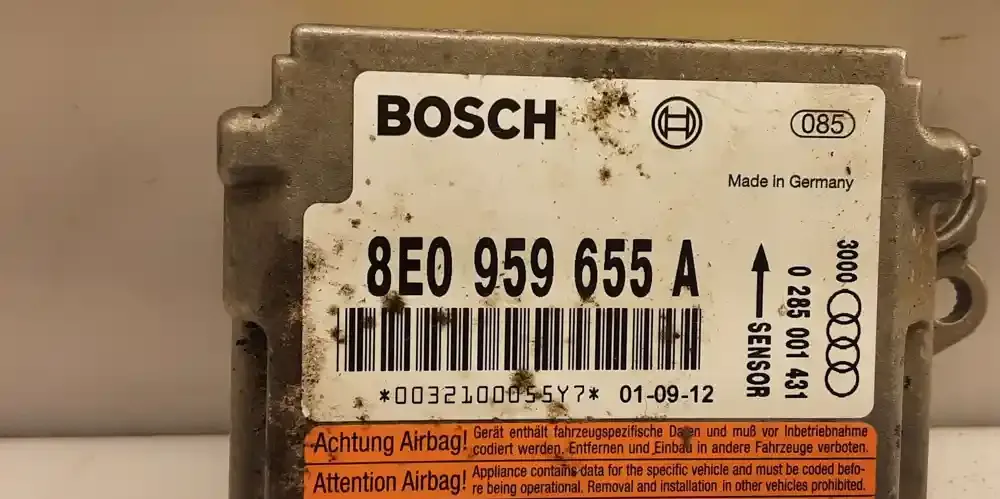 BOSCH
085
Made in Germany
8E0 959 655 A
*0032100055Y7* 01-09-12
SENSOR
0 285 001 431
3000
Achtung Airbag! Gerät enthält fahrzeugspezifische Daten und muß vor Inbetriebnahme
codiert werden. Entfernen und Einbau in andere Fahrzeuge verboten.
Attention Airbag! Appliance contains data for the specific vehicle and must be coded befo-
re being operational. Removal and installation in other vehicles prohibited.